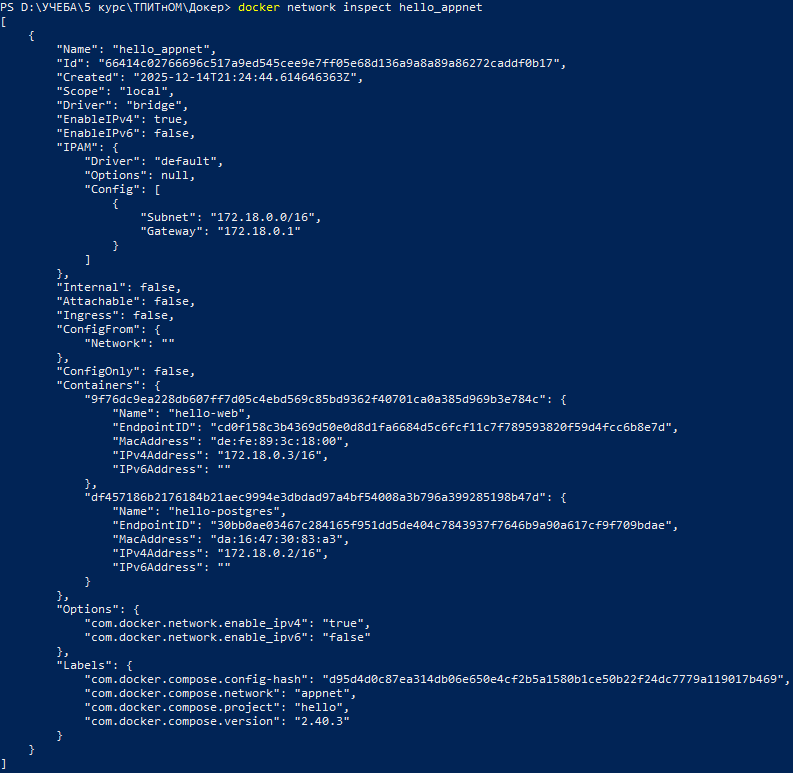 PS D:\УЧЕБА\5 курс\ТПИТнОМ\Докер> docker network inspect hello_appnet
[
    {
        "Name": "hello_appnet",
        "Id": "66414c02766696c517a9ed545cee9e7ff05e68d136a9a8a89a86272caddf0b17",
        "Created": "2025-12-14T21:24:44.614646363Z",
        "Scope": "local",
        "Driver": "bridge",
        "EnableIPv4": true,
        "EnableIPv6": false,
        "IPAM": {
            "Driver": "default",
            "Options": null,
            "Config": [
                {
                    "Subnet": "172.18.0.0/16",
                    "Gateway": "172.18.0.1"
                }
            ]
        },
        "Internal": false,
        "Attachable": false,
        "Ingress": false,
        "ConfigFrom": {
            "Network": ""
        },
        "ConfigOnly": false,
        "Containers": {
            "9f76dc9ea228db607ff7d05c4ebd569c85bd9362f40701ca0a385d969b3e784c": {
                "Name": "hello-web",
                "EndpointID": "cd0f158c3b4369d50e0d8d1fa6684d5c6fcf11c7f789593820f59d4fcc6b8e7d",
                "MacAddress": "de:fe:89:3c:18:00",
                "IPv4Address": "172.18.0.3/16",
                "IPv6Address": ""
            },
            "df457186b2176184b21aec9994e3dbdad97a4bf54008a3b796a399285198b47d": {
                "Name": "hello-postgres",
                "EndpointID": "30bb0ae03467c284165f951dd5de404c7843937f7646b9a90a617cf9f709bdae",
                "MacAddress": "da:16:47:30:83:a3",
                "IPv4Address": "172.18.0.2/16",
                "IPv6Address": ""
            }
        },
        "Options": {
            "com.docker.network.enable_ipv4": "true",
            "com.docker.network.enable_ipv6": "false"
        },
        "Labels": {
            "com.docker.compose.config-hash": "d95d4d0c87ea314db06e650e4cf2b5a1580b1ce50b22f24dc7779a119017b469",
            "com.docker.compose.network": "appnet",
            "com.docker.compose.project": "hello",
            "com.docker.compose.version": "2.40.3"
        }
    }
]